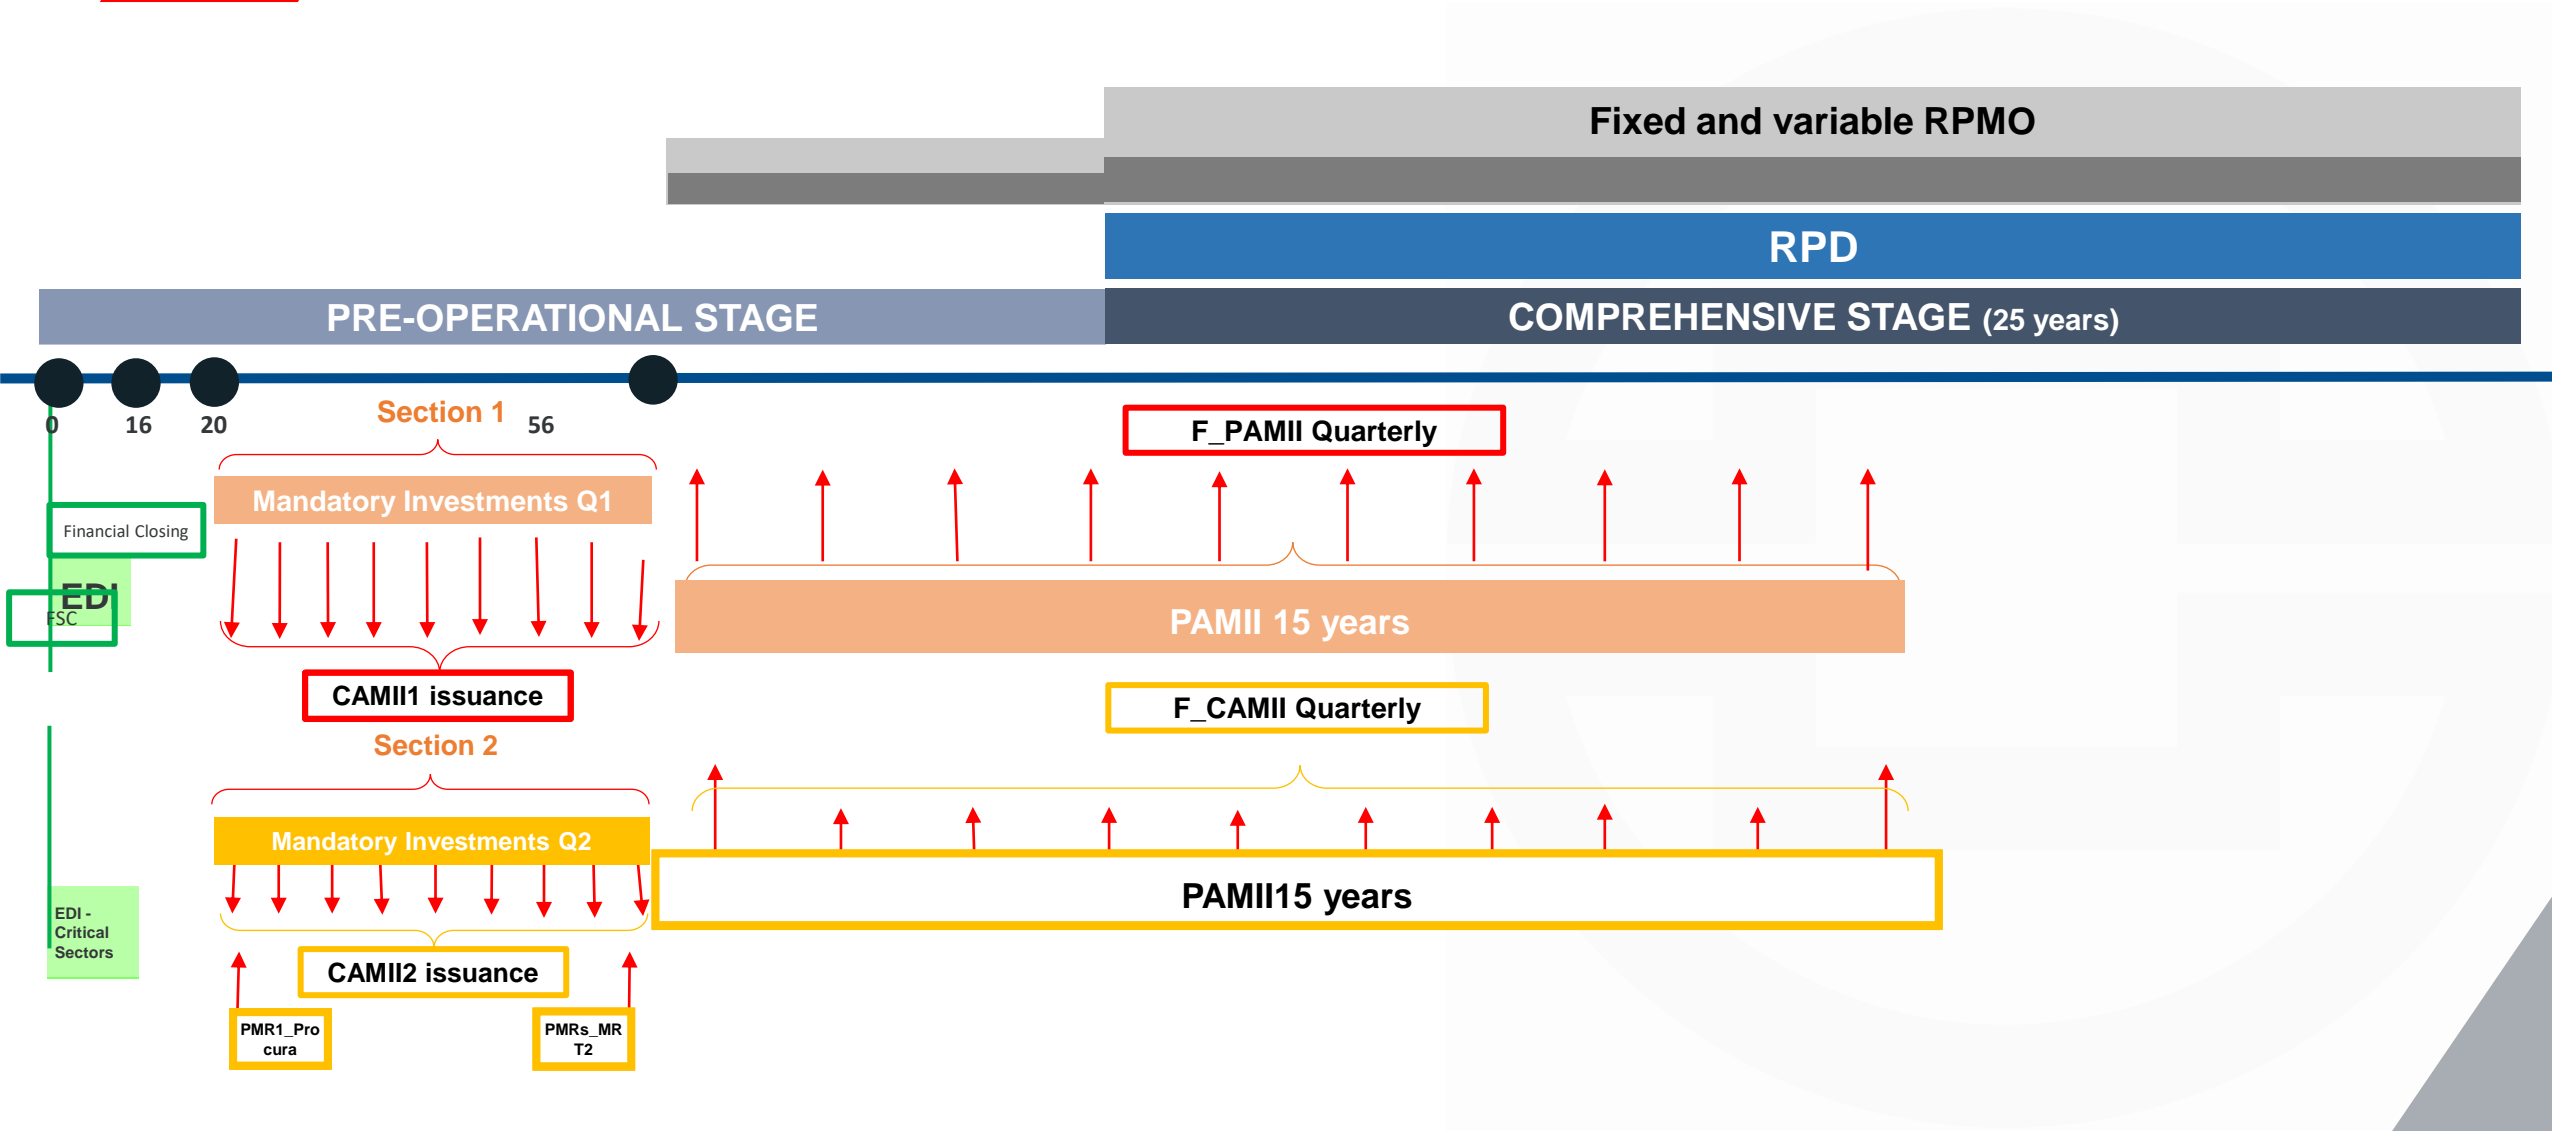 Fixed and variable RPMO
RPD
PRE-OPERATIONAL STAGE
COMPREHENSIVE STAGE (25 years)
0
16
20
Section 1
56
F_PAMII Quarterly
Mandatory Investments Q1
Financial Closing
EDI
FSC
PAMII 15 years
CAMII1 issuance
F_CAMII Quarterly
Section 2
Mandatory Investments Q2
PAMII15 years
EDI -
Critical
Sectors
CAMII2 issuance
PMR1_Pro
cura
PMRs_MR
T2